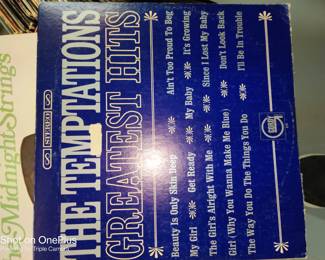 Midnight Strings
STEREO
THE TEMPTATIONS
GREATEST HITS
Beauty Is Only Skin Deep Ain't Too Proud To Beg
My Girl Get Ready My Baby It's Growing
The Girl's Alright With Me Since I Lost My Baby
Girl (Why You Wanna Make Me Blue) Don't Look Back
The Way You Do The Things You Do I'll Be In Trouble
GORDY
Shot on OnePlus
Triple Camera